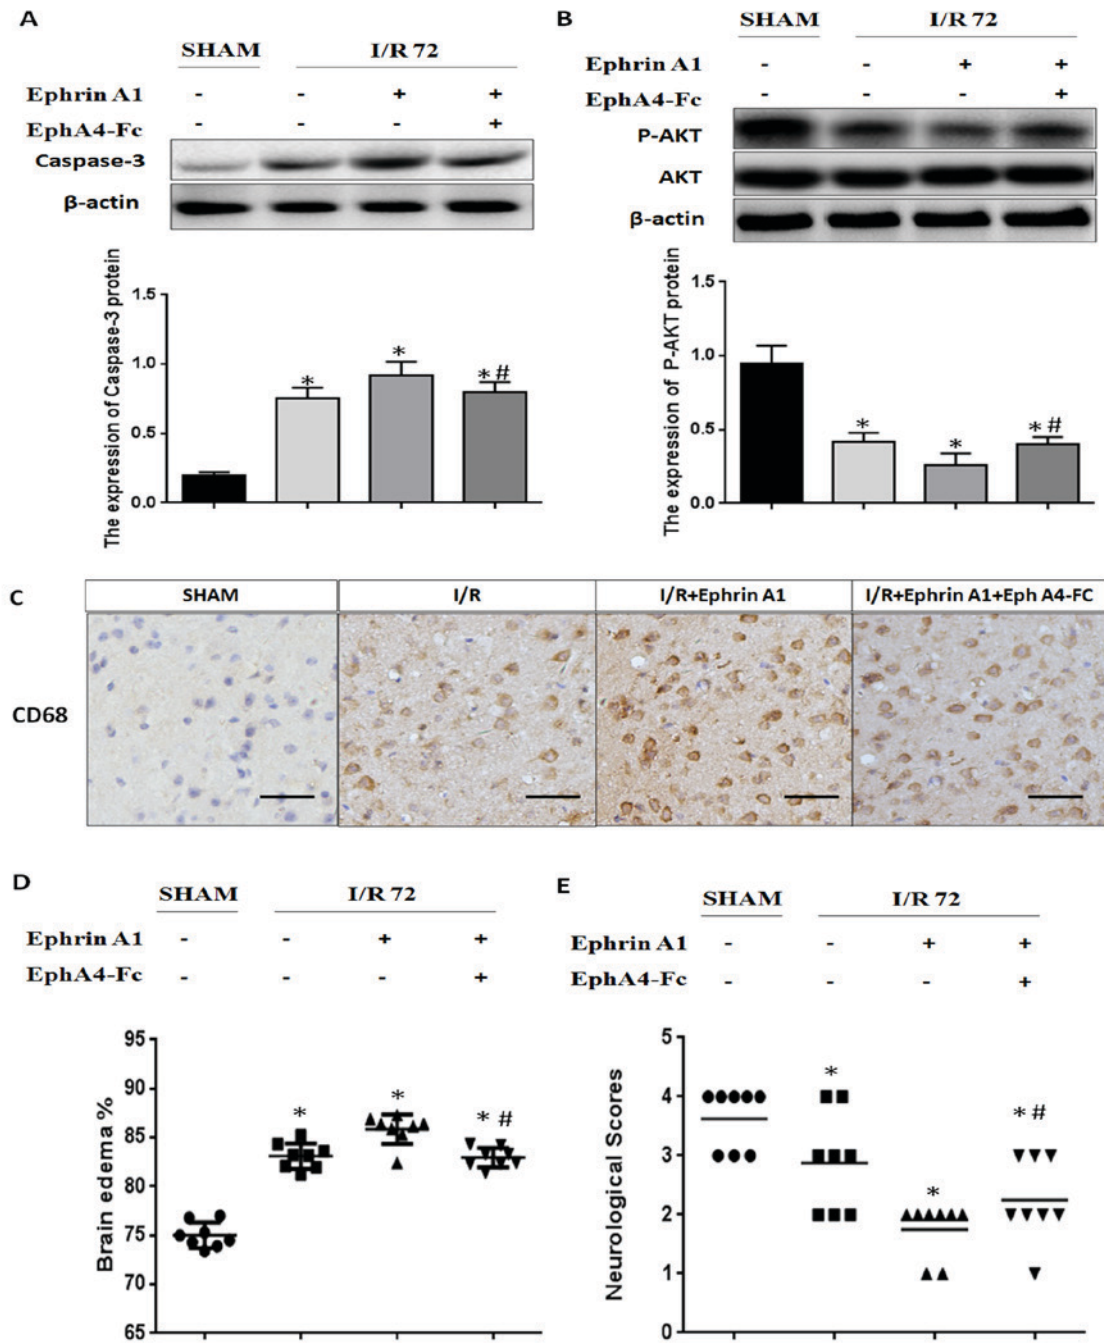 A
SHAM I/R 72
Ephrin A1 - - + +
EphA4-Fc - - - +
Caspase-3
β-actin
The expression of Caspase-3 protein
1.5
1.0
0.5
0.0
* * * #
B
SHAM I/R 72
Ephrin A1 - - + +
EphA4-Fc - - - +
P-AKT
AKT
β-actin
The expression of P-AKT protein
1.5
1.0
0.5
0.0
* * * #
C
SHAM I/R I/R+Ephrin A1 I/R+Ephrin A1+Eph A4-FC
CD68
D
SHAM I/R 72
Ephrin A1 - - + +
EphA4-Fc - - - +
Brain edema %
95
90
85
80
75
70
65
* * * #
E
SHAM I/R 72
Ephrin A1 - - + +
EphA4-Fc - - - +
Neurological Scores
5
4
3
2
1
0
* * * #